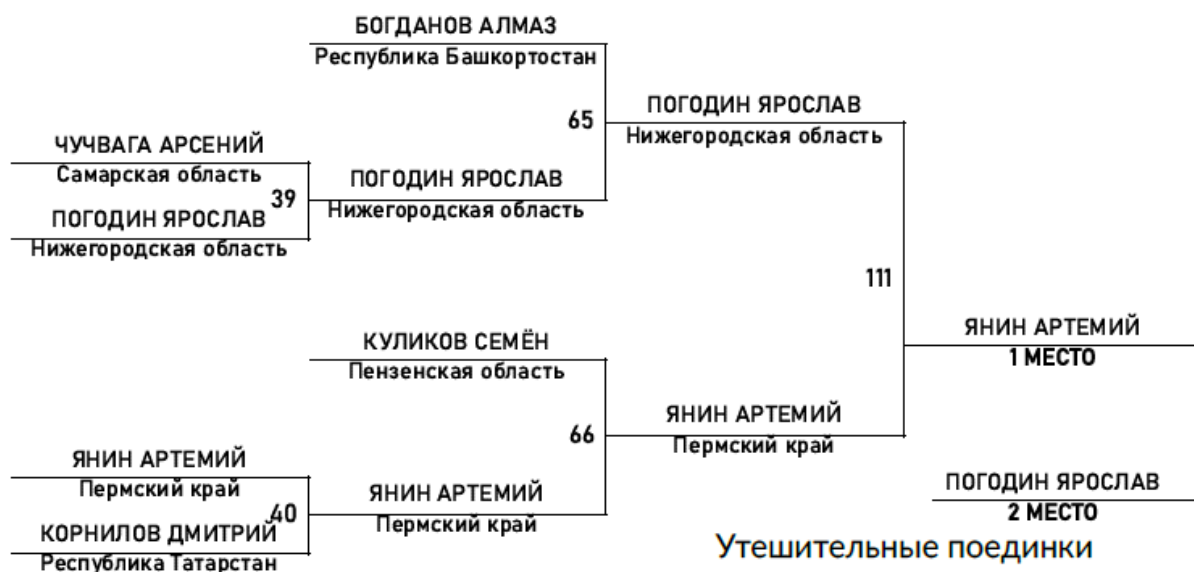 БОГДАНОВ АЛМАЗ
Республика Башкортостан
65
ПОГОДИН ЯРОСЛАВ
Нижегородская область
ЧУЧВАГА АРСЕНИЙ
Самарская область
39
ПОГОДИН ЯРОСЛАВ
Нижегородская область
ПОГОДИН ЯРОСЛАВ
Нижегородская область
111
КУЛИКОВ СЕМЁН
Пензенская область
ЯНИН АРТЕМИЙ
1 МЕСТО
66
ЯНИН АРТЕМИЙ
Пермский край
ЯНИН АРТЕМИЙ
Пермский край
40
ЯНИН АРТЕМИЙ
Пермский край
КОРНИЛОВ ДМИТРИЙ
Республика Татарстан
ПОГОДИН ЯРОСЛАВ
2 МЕСТО
Утешительные поединки